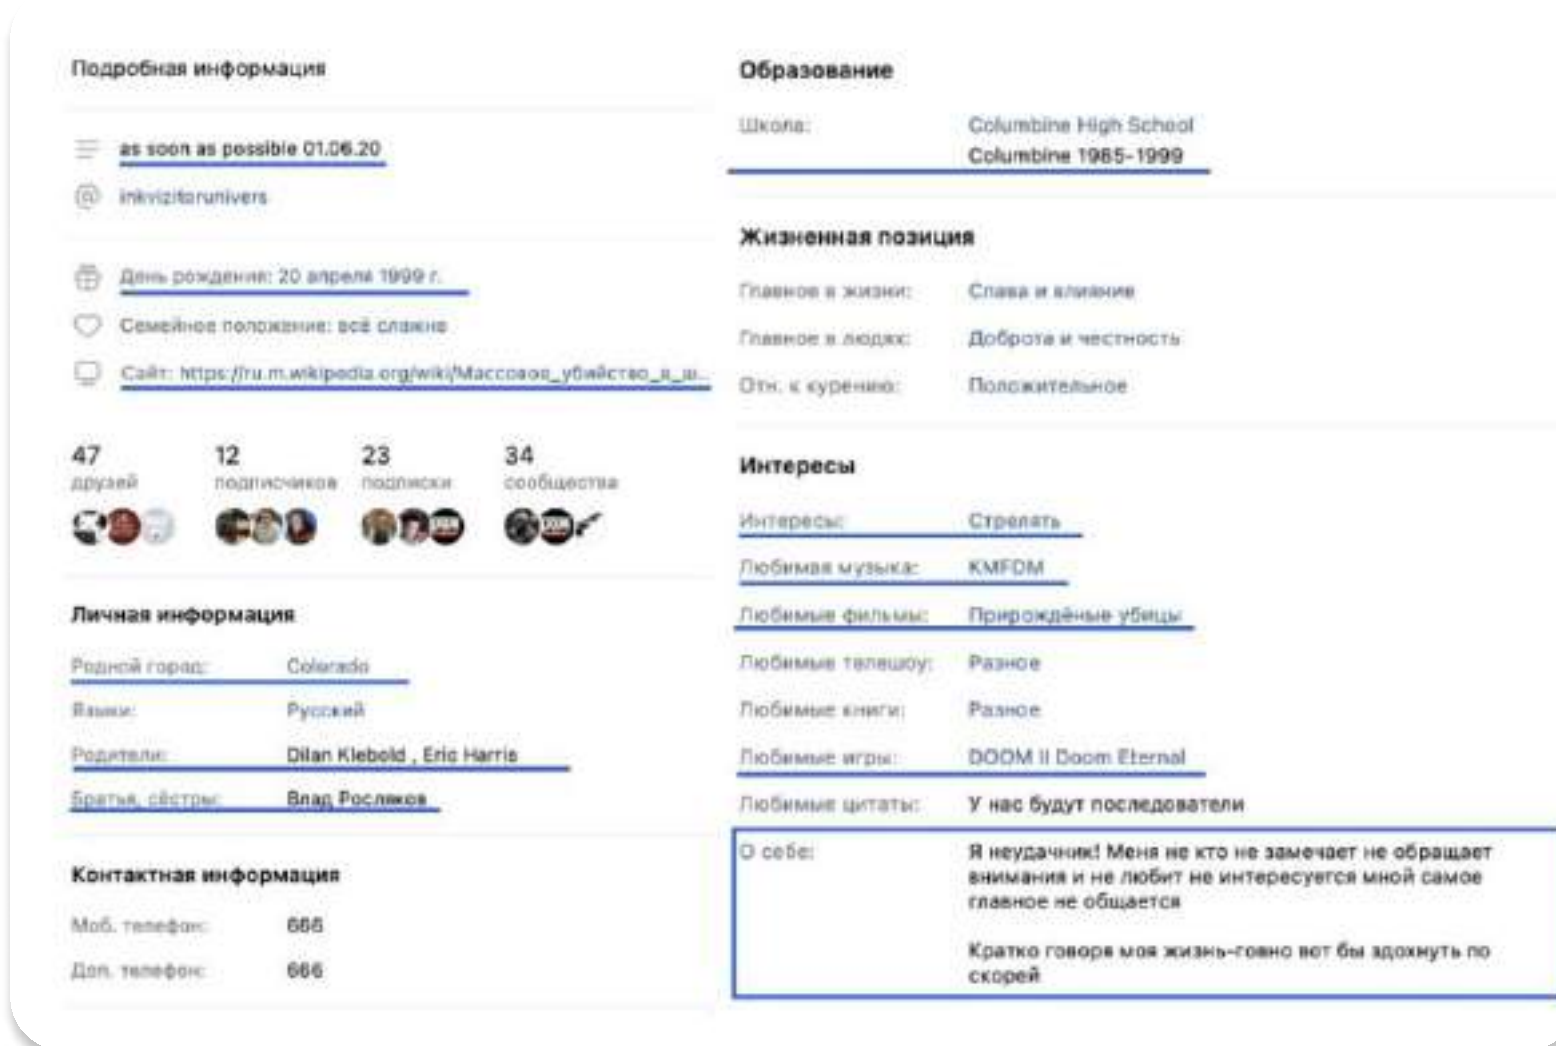 Подробная информация
as soon as possible 01.06.20
inkvizitorunivers
День рождения: 20 апреля 1999 г.
Семейное положение: всё сложно
Сайт: https://ru.m.wikipedia.org/wiki/Массовое_убийство_в_ш...
47 друзей
12 подписчиков
23 подписки
34 сообщества
Личная информация
Родной город: Colorado
Языки: Русский
Родители: Dilan Klebold , Eric Harris
Братья, сёстры: Влад Росляков
Контактная информация
Моб. телефон: 666
Доп. телефон: 666
Образование
Школа: Columbine High School
Columbine 1985-1999
Жизненная позиция
Главное в жизни: Слава и влияние
Главное в людях: Доброта и честность
Отн. к курению: Положительное
Интересы
Интересы: Стрелять
Любимая музыка: KMFDM
Любимые фильмы: Прирождёные убицы
Любимые телешоу: Разное
Любимые книги: Разное
Любимые игры: DOOM II Doom Eternal
Любимые цитаты: У нас будут последователи
О себе: Я неудачник! Меня не кто не замечает не обращает
внимания и не любит не интересуется мной самое
главное не общается
Кратко говоря моя жизнь-говно вот бы здохнуть по
скорей